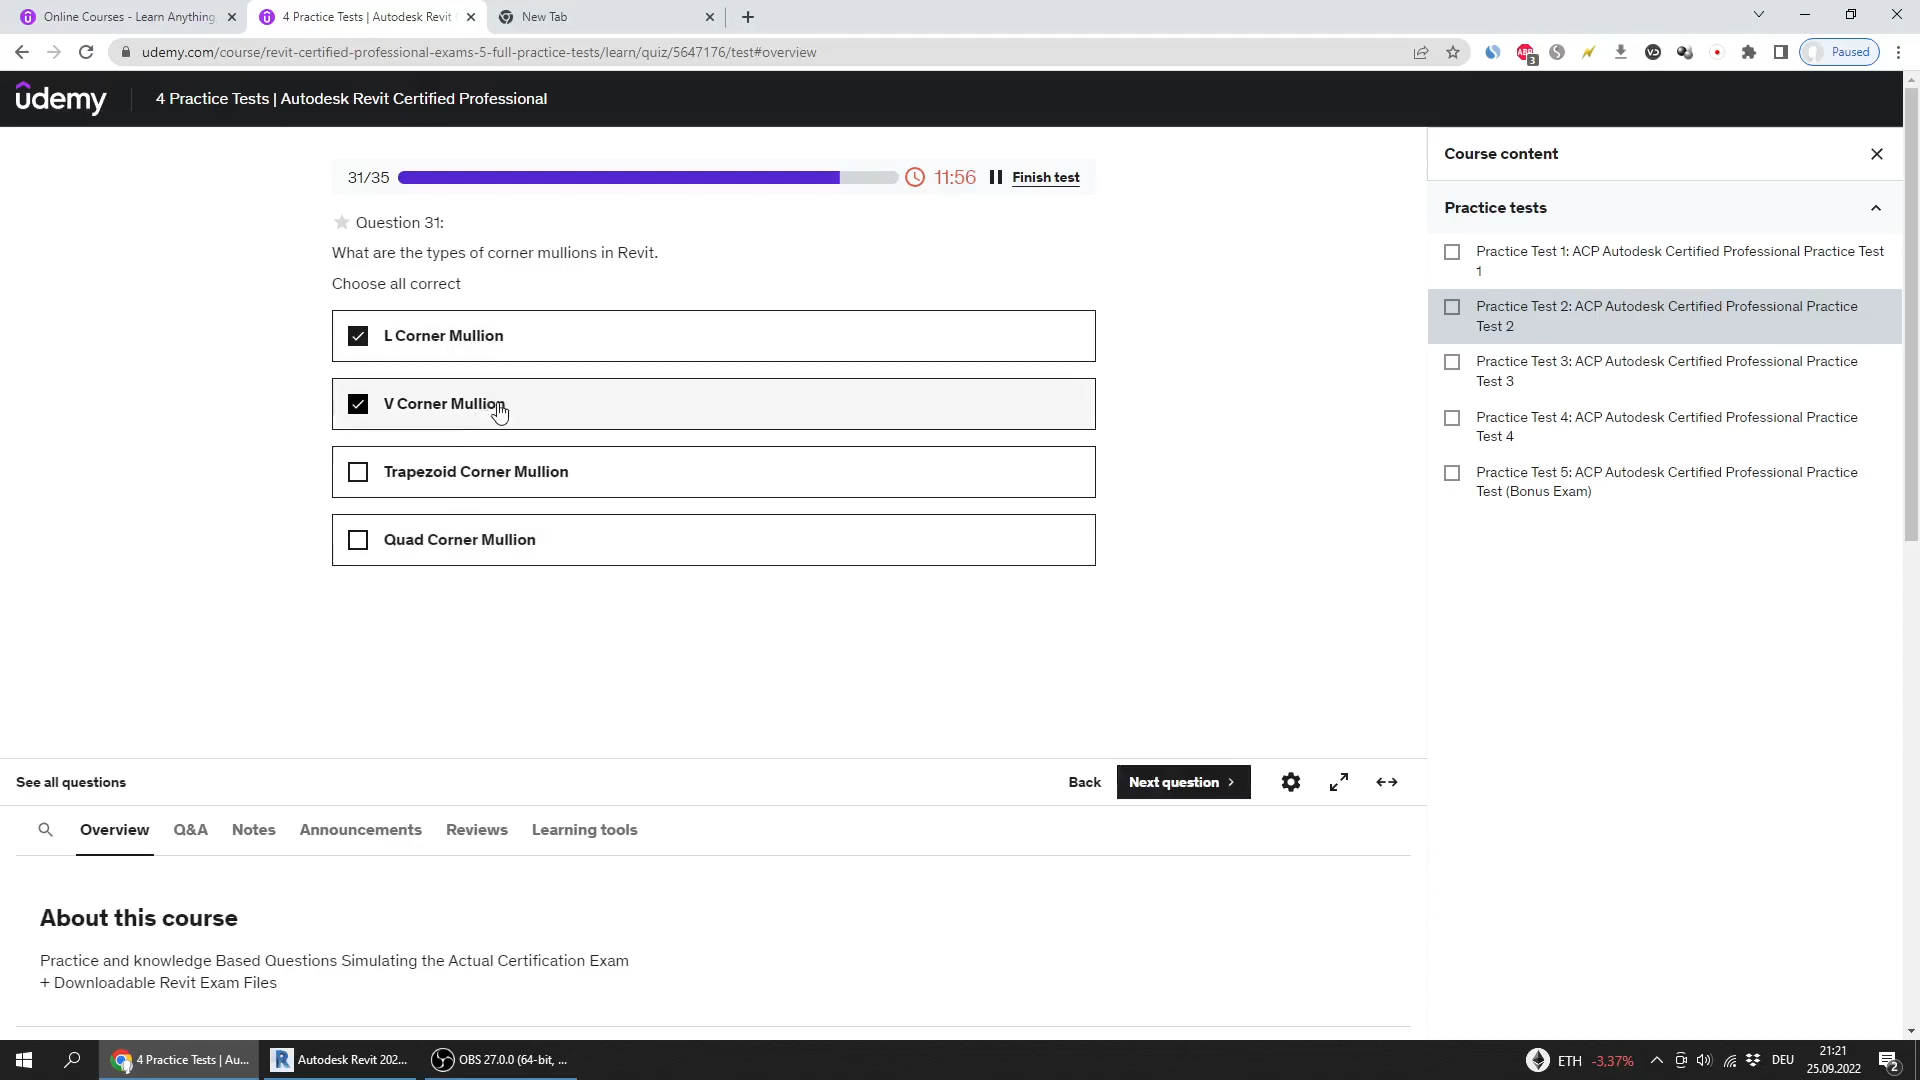 Online Courses - Learn Anything,
4 Practice Tests | Autodesk Revit
New Tab
udemy.com/course/revit-certified-professional-exams-5-full-practice-tests/learn/quiz/5647176/test#overview
ABP
3
Paused
udemy
4 Practice Tests | Autodesk Revit Certified Professional
31/35
11:56
Finish test
Question 31:
What are the types of corner mullions in Revit.
Choose all correct
L Corner Mullion
V Corner Mullion
Trapezoid Corner Mullion
Quad Corner Mullion
Course content
Practice tests
Practice Test 1: ACP Autodesk Certified Professional Practice Test
1
Practice Test 2: ACP Autodesk Certified Professional Practice
Test 2
Practice Test 3: ACP Autodesk Certified Professional Practice
Test 3
Practice Test 4: ACP Autodesk Certified Professional Practice
Test 4
Practice Test 5: ACP Autodesk Certified Professional Practice
Test (Bonus Exam)
See all questions
Back
Next question
Overview
Q&A
Notes
Announcements
Reviews
Learning tools
About this course
Practice and knowledge Based Questions Simulating the Actual Certification Exam
+ Downloadable Revit Exam Files
4 Practice Tests | Au...
Autodesk Revit 202...
OBS 27.0.0 (64-bit, ...
ETH -3,37%
DEU
21:21
25.09.2022
2